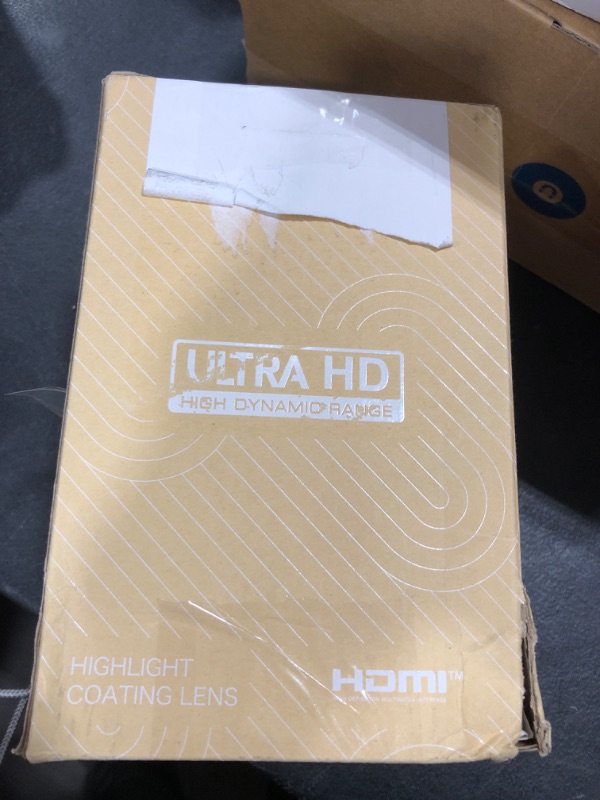 ULTRA HD
HIGH DYNAMIC RANGE
HIGHLIGHT
COATING LENS
HDMI™